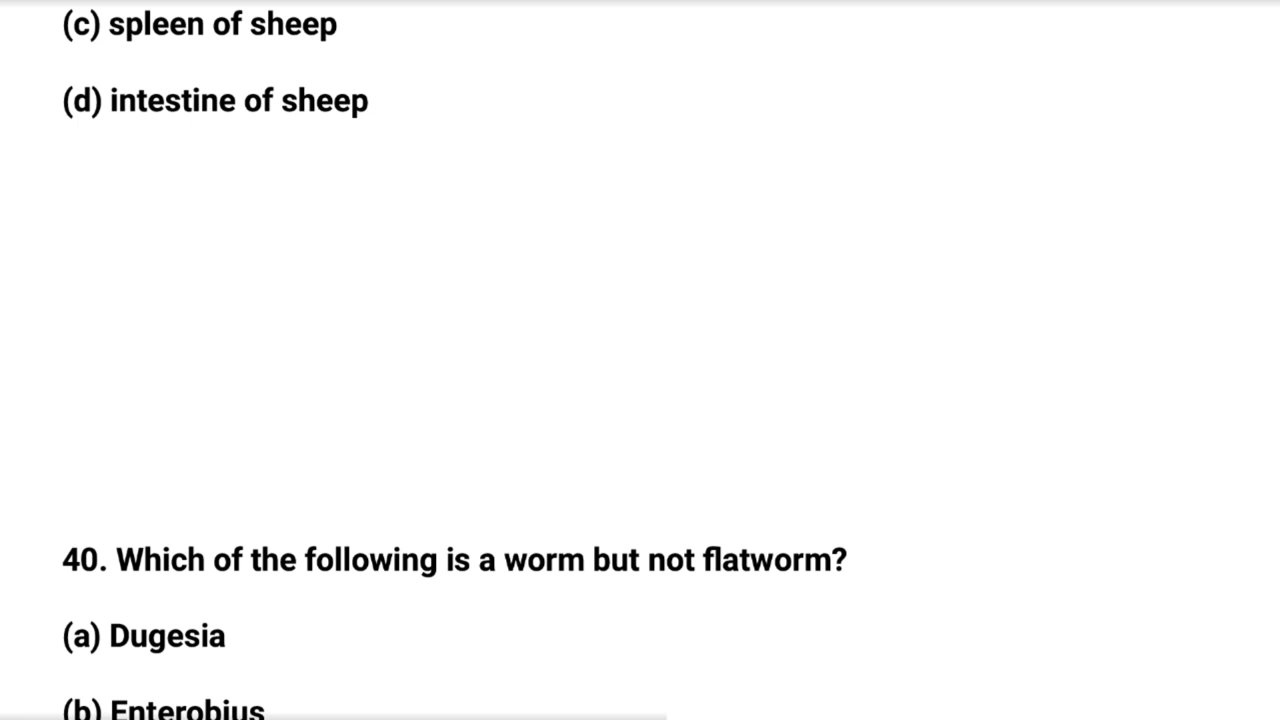 (c) spleen of sheep
(d) intestine of sheep
40. Which of the following is a worm but not flatworm?
(a) Dugesia
(b) Enterobius